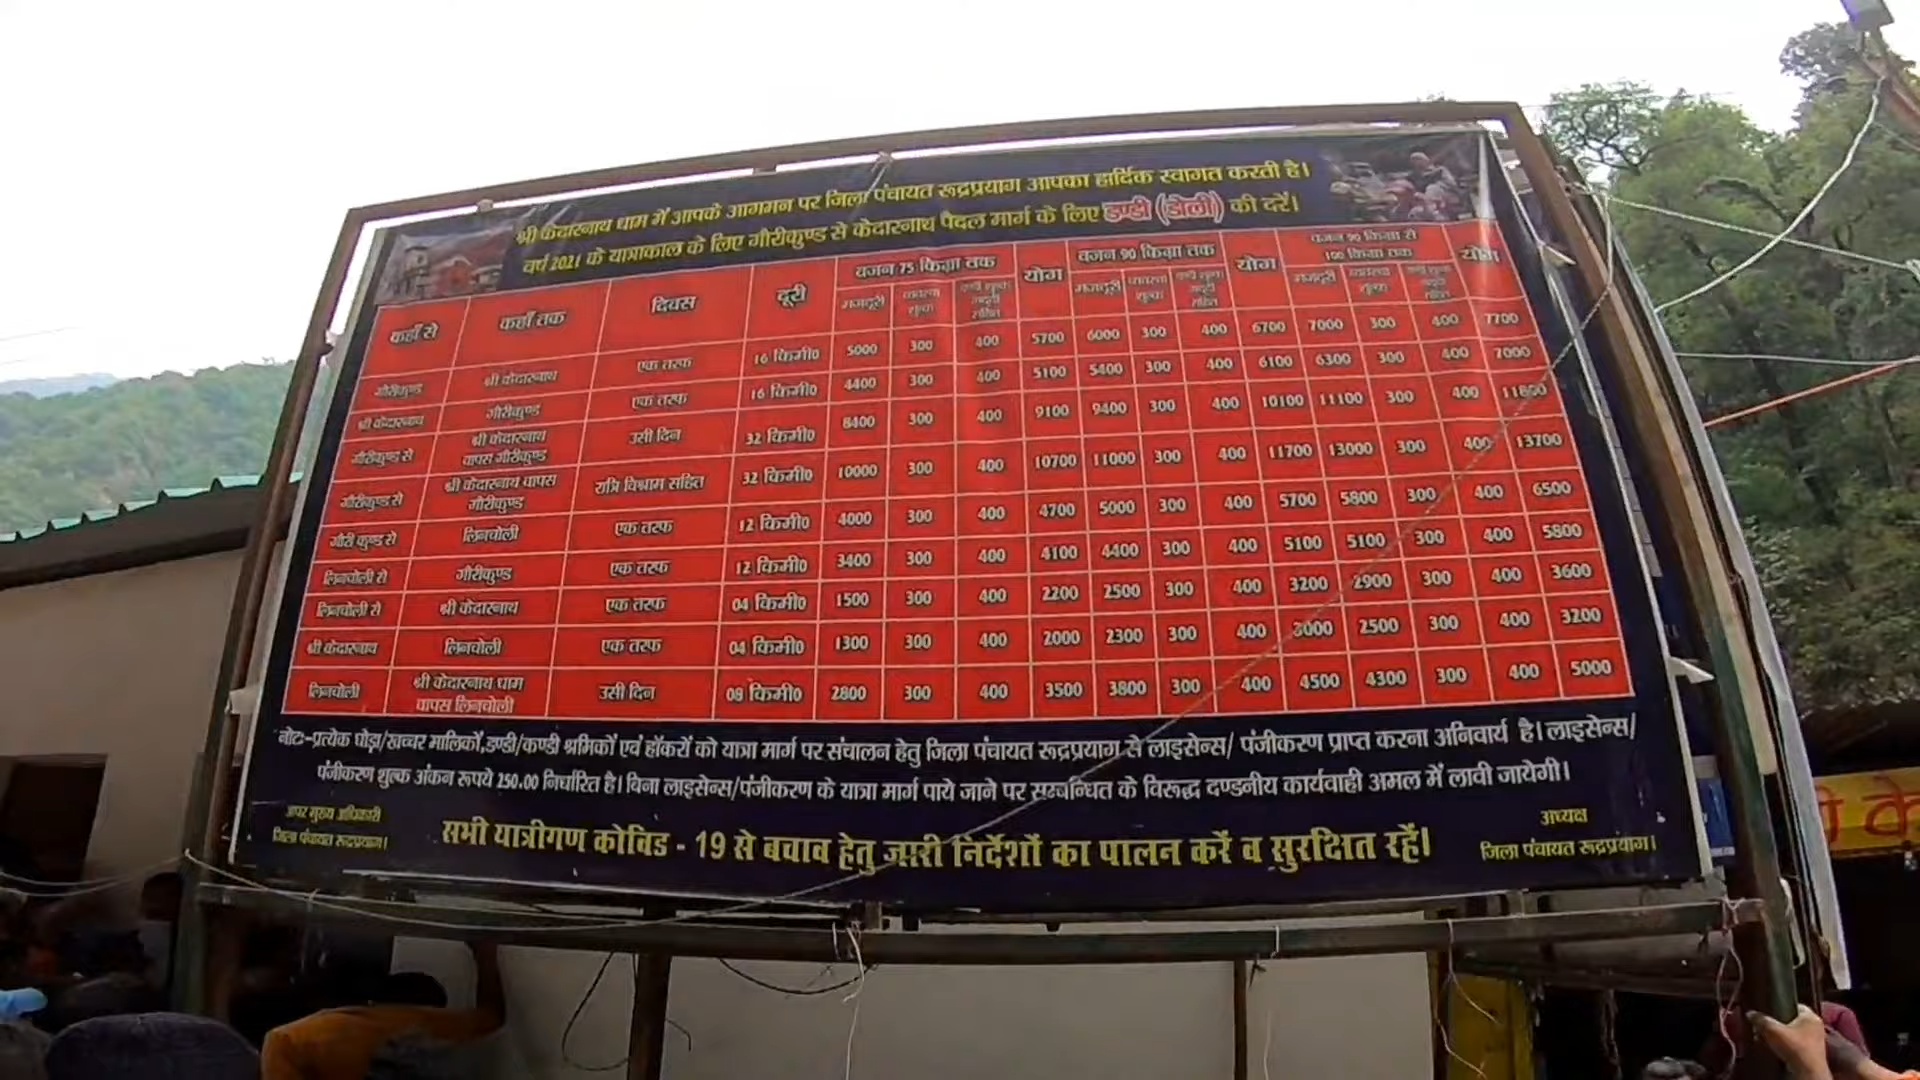 श्री केदारनाथ धाम में आपके आगमन पर जिला पंचायत रूद्रप्रयाग आपका हार्दिक स्वागत करती है।
वर्ष 2021 के यात्राकाल के लिए गौरीकुण्ड से केदारनाथ पैदल मार्ग के लिए डण्डी (डोली) की दरें।
कहाँ से कहाँ तक दिवस दूरी वजन 75 किग्रा तक योग वजन 90 किग्रा तक योग वजन 90 किग्रा से 100 किग्रा तक योग
मजदूरी व्यवस्था शुल्क शुल्क सहित मजदूरी व्यवस्था शुल्क शुल्क सहित मजदूरी व्यवस्था शुल्क शुल्क सहित
गौरीकुण्ड श्री केदारनाथ एक तरफ 16 किमी0 5000 300 400 5700 6000 300 400 6700 7000 300 400 7700
श्री केदारनाथ गौरीकुण्ड एक तरफ 16 किमी0 4400 300 400 5100 5400 300 400 6100 6300 300 400 7000
गौरीकुण्ड से श्री केदारनाथ वापस गौरीकुण्ड उसी दिन 32 किमी0 8400 300 400 9100 9400 300 400 10100 11100 300 400 11800
गौरीकुण्ड से श्री केदारनाथ वापस गौरीकुण्ड रात्रि विश्राम सहित 32 किमी0 10000 300 400 10700 11000 300 400 11700 13000 300 400 13700
गौरी कुण्ड से लिनचोली एक तरफ 12 किमी0 4000 300 400 4700 5000 300 400 5700 5800 300 400 6500
लिनचोली से गौरीकुण्ड एक तरफ 12 किमी0 3400 300 400 4100 4400 300 400 5100 5100 300 400 5800
लिनचोली से श्री केदारनाथ एक तरफ 04 किमी0 1500 300 400 2200 2500 300 400 3200 2900 300 400 3600
श्री केदारनाथ लिनचोली एक तरफ 04 किमी0 1300 300 400 2000 2300 300 400 3000 2500 300 400 3200
लिनचोली श्री केदारनाथ धाम वापस लिनचोली उसी दिन 08 किमी0 2800 300 400 3500 3800 300 400 4500 4300 300 400 5000
नोटः-प्रत्येक घोड़ा/खच्चर मालिकों,डण्डी/कण्डी श्रमिकों एवं हॉकरों को यात्रा मार्ग पर संचालन हेतु जिला पंचायत रूद्रप्रयाग से लाइसेन्स/ पंजीकरण प्राप्त करना अनिवार्य है। लाइसेन्स/
पंजीकरण शुल्क अंकन रूपये 250.00 निर्धारित है। बिना लाइसेन्स/पंजीकरण के यात्रा मार्ग पाये जाने पर सम्बन्धित के विरूद्ध दण्डनीय कार्यवाही अमल में लायी जायेगी।
अपर मुख्य अधिकारी
जिला पंचायत रूद्रप्रयाग।
सभी यात्रीगण कोविड - 19 से बचाव हेतु जारी निर्देशों का पालन करें व सुरक्षित रहें।
अध्यक्ष
जिला पंचायत रूद्रप्रयाग।